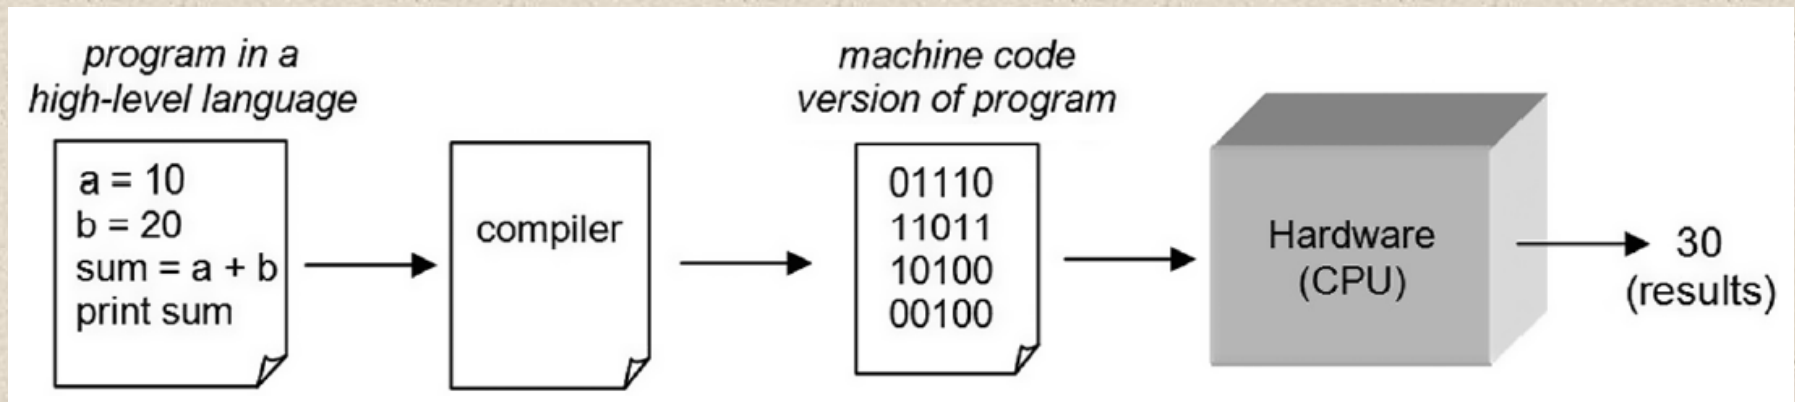 program in a
high-level language
a = 10
b = 20
sum = a + b
print sum
compiler
machine code
version of program
01110
11011
10100
00100
Hardware
(CPU)
30
(results)